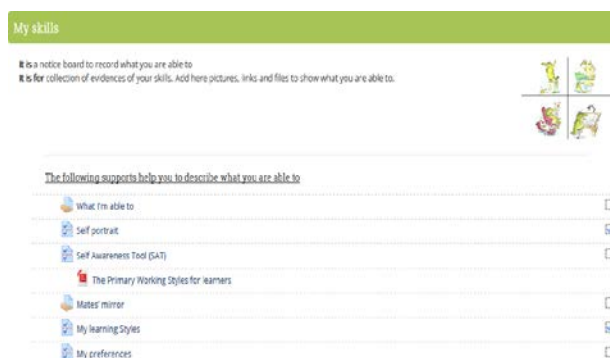 My skills
It is a notice board to record what you are able to
It is for collection of evidences of your skills. Add here pictures, links and files to show what you are able to.
The following supports help you to describe what you are able to
What I'm able to
Self portrait
Self Awareness Tool (SAT)
The Primary Working Styles for learners
Mates' mirror
My learning Styles
My preferences